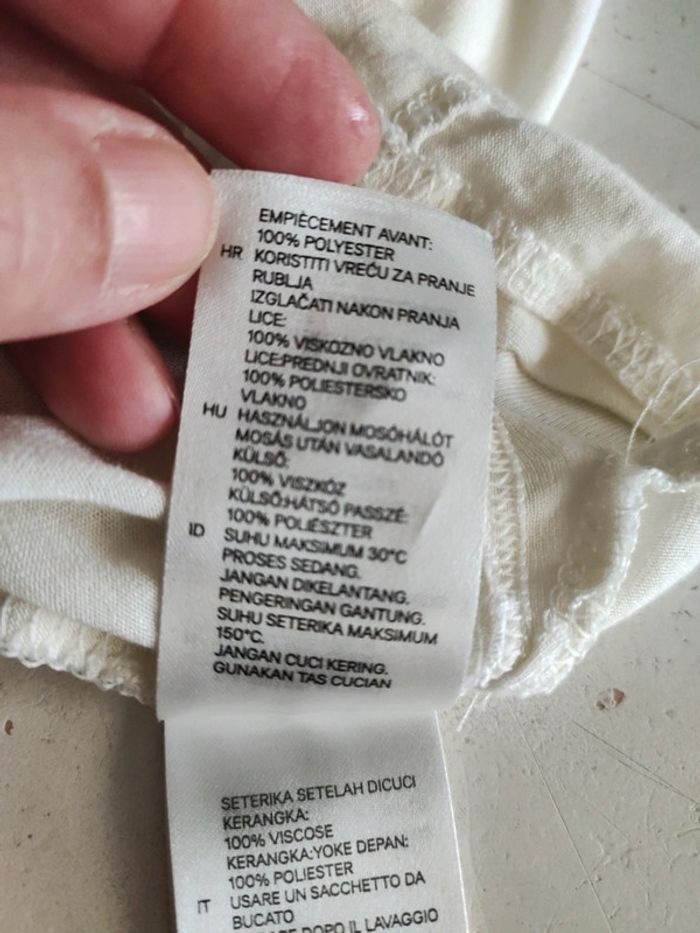 EMPIÈCEMENT AVANT:
100% POLYESTER
HR KORISTITI VREĆU ZA PRANJE
RUBLJA
IZGLAČATI NAKON PRANJA
LICE:
100% VISKOZNO VLAKNO
LICE:PREDNJI OVRATNIK:
100% POLIESTERSKO
VLAKNO
HU HASZNÁLJON MOSÓHÁLÓT
MOSÁS UTÁN VASALANDÓ
KÜLSŐ:
100% VISZKÓZ
KÜLSŐ:HÁTSÓ PASSZÉ:
100% POLIÉSZTER
ID SUHU MAKSIMUM 30°C
PROSES SEDANG.
JANGAN DIKELANTANG.
PENGERINGAN GANTUNG.
SUHU SETERIKA MAKSIMUM
150°C.
JANGAN CUCI KERING.
GUNAKAN TAS CUCIAN
SETERIKA SETELAH DICUCI
KERANGKA:
100% VISCOSE
KERANGKA:YOKE DEPAN:
100% POLIESTER
IT USARE UN SACCHETTO DA
BUCATO
DOPO IL LAVAGGIO